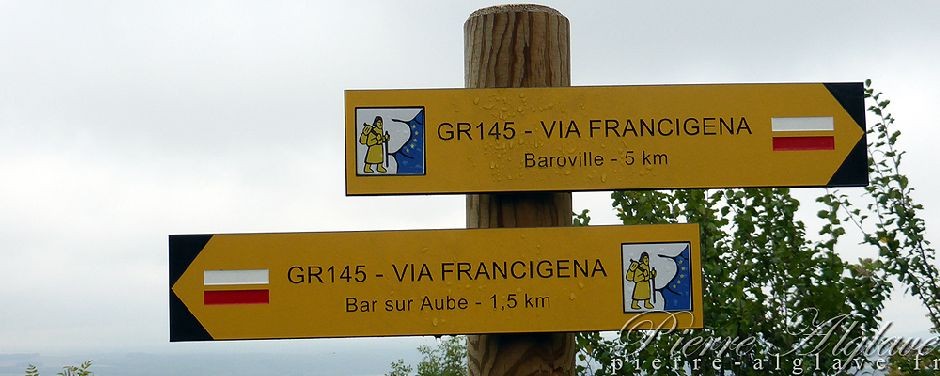 GR145 - VIA FRANCIGENA
Baroville - 5 km
GR145 - VIA FRANCIGENA
Bar sur Aube - 1,5 km
Pierre Alglave
pierre-alglave.fr